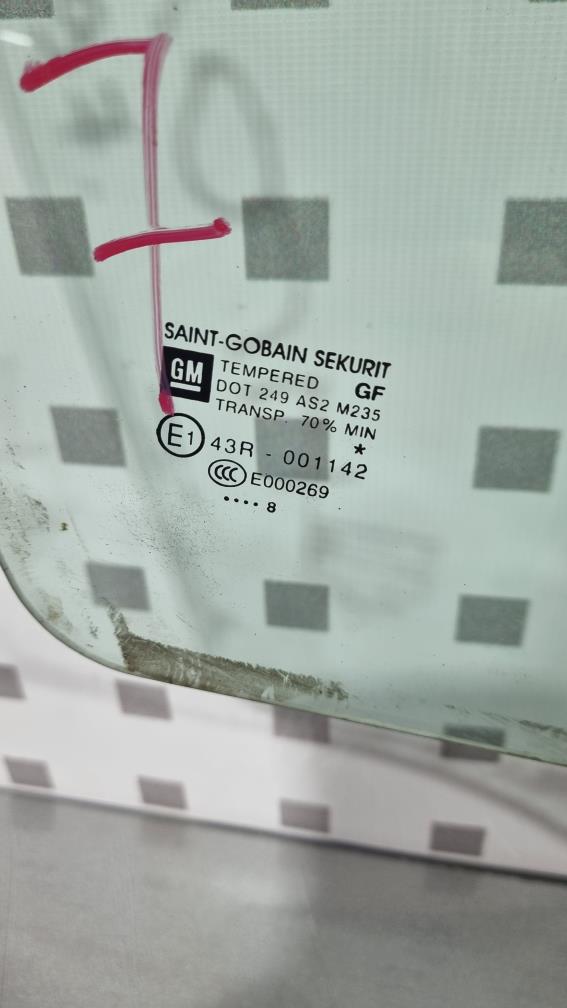 7
SAINT-GOBAIN SEKURIT
GM TEMPERED GF
DOT 249 AS2 M235
TRANSP. 70% MIN
*
E1 43R - 001142
CCC E000269
.... 8